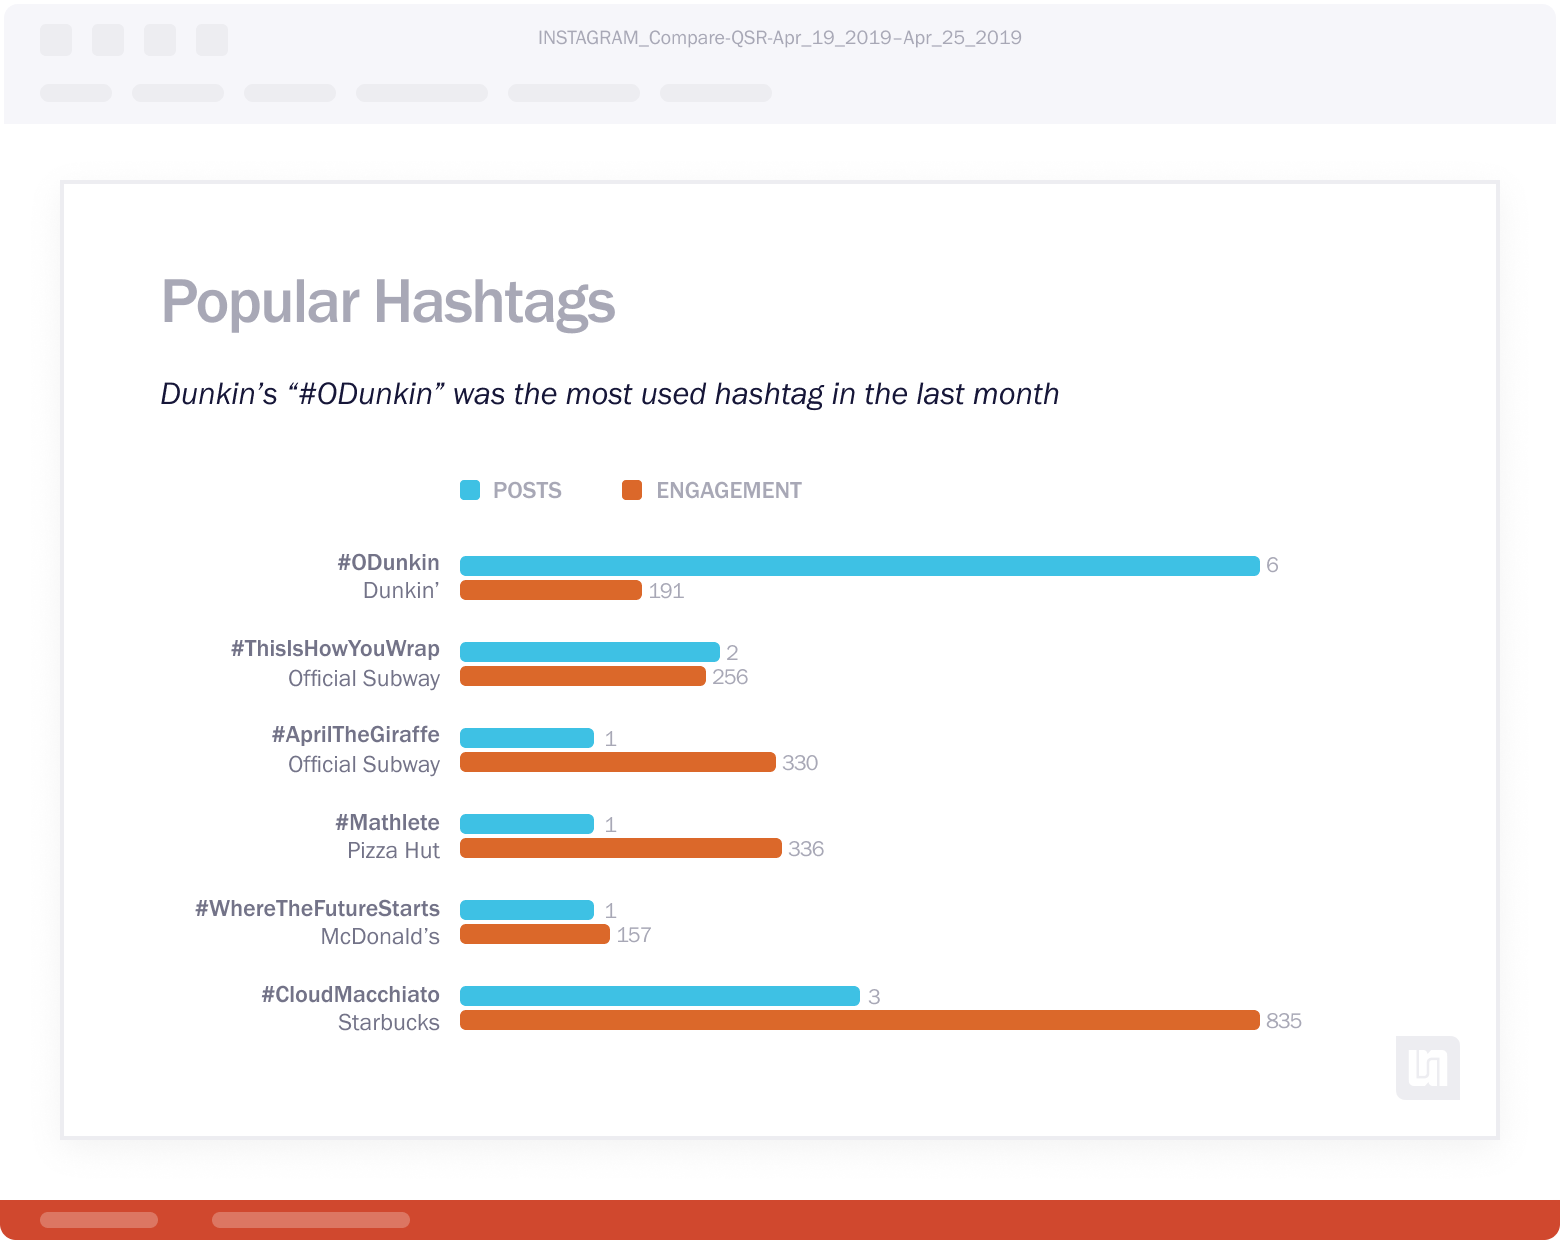 INSTAGRAM_Compare-QSR-Apr_19_2019–Apr_25_2019
Popular Hashtags
Dunkin’s “#ODunkin” was the most used hashtag in the last month
POSTS ENGAGEMENT
#ODunkin 6
Dunkin’ 191
#ThisIsHowYouWrap 2
Official Subway 256
#AprilTheGiraffe 1
Official Subway 330
#Mathlete 1
Pizza Hut 336
#WhereTheFutureStarts 1
McDonald’s 157
#CloudMacchiato 3
Starbucks 835